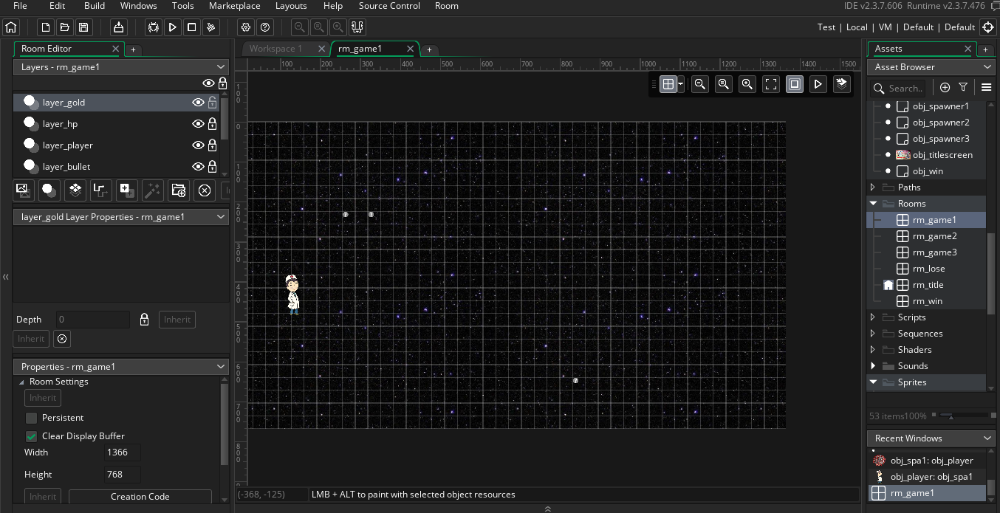 File Edit Build Windows Tools Marketplace Layouts Help Source Control Room IDE v2.3.7.606 Runtime v2.3.7.476
Test | Local | VM | Default | Default
Room Editor
Workspace 1
rm_game1
Assets
Layers - rm_game1
100 200 300 400 500 600 700 800 900 1000 1100 1200 1300 1400 1500
Asset Browser
Search..
layer_gold
layer_hp
layer_player
layer_bullet
100
0
100
200
300
400
500
600
700
800
layer_gold Layer Properties - rm_game1
Depth 0 Inherit
Inherit
Properties - rm_game1
Room Settings
Inherit
Persistent
Clear Display Buffer
Width 1366
Height 768
Inherit Creation Code
(-368, -125) LMB + ALT to paint with selected object resources
obj_spawner1
obj_spawner2
obj_spawner3
obj_titlescreen
obj_win
Paths
Rooms
rm_game1
rm_game2
rm_game3
rm_lose
rm_title
rm_win
Scripts
Sequences
Shaders
Sounds
Sprites
53 items 100%
Recent Windows
obj_spa1: obj_player
obj_player: obj_spa1
rm_game1